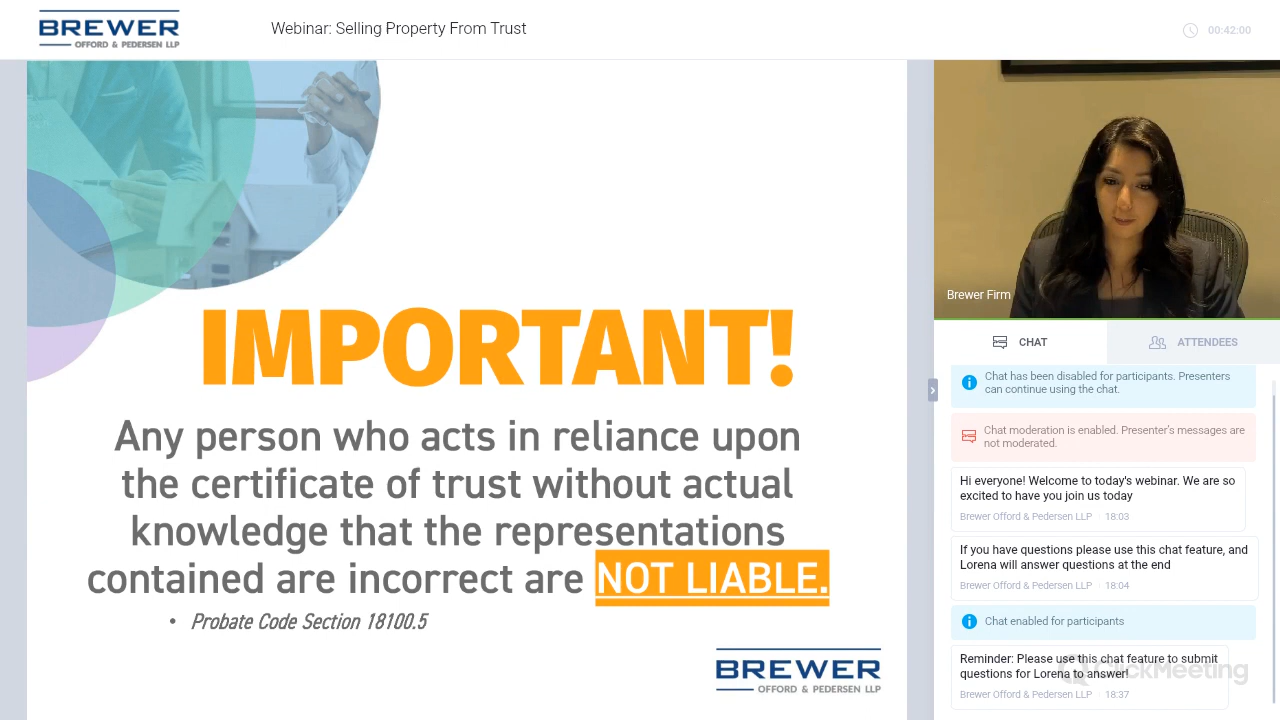 BREWER
OFFORD & PEDERSEN LLP
Webinar: Selling Property From Trust
00:42:00
IMPORTANT!
Any person who acts in reliance upon
the certificate of trust without actual
knowledge that the representations
contained are incorrect are NOT LIABLE.
• Probate Code Section 18100.5
BREWER
OFFORD & PEDERSEN LLP
Brewer Firm
CHAT
ATTENDEES
Chat has been disabled for participants. Presenters
can continue using the chat.
Chat moderation is enabled. Presenter's messages are
not moderated.
Hi everyone! Welcome to today's webinar. We are so
excited to have you join us today
Brewer Offord & Pedersen LLP 18:03
If you have questions please use this chat feature, and
Lorena will answer questions at the end
Brewer Offord & Pedersen LLP 18:04
Chat enabled for participants
Reminder: Please use this chat feature to submit
questions for Lorena to answer!
ClickMeeting
Brewer Offord & Pedersen LLP 18:37